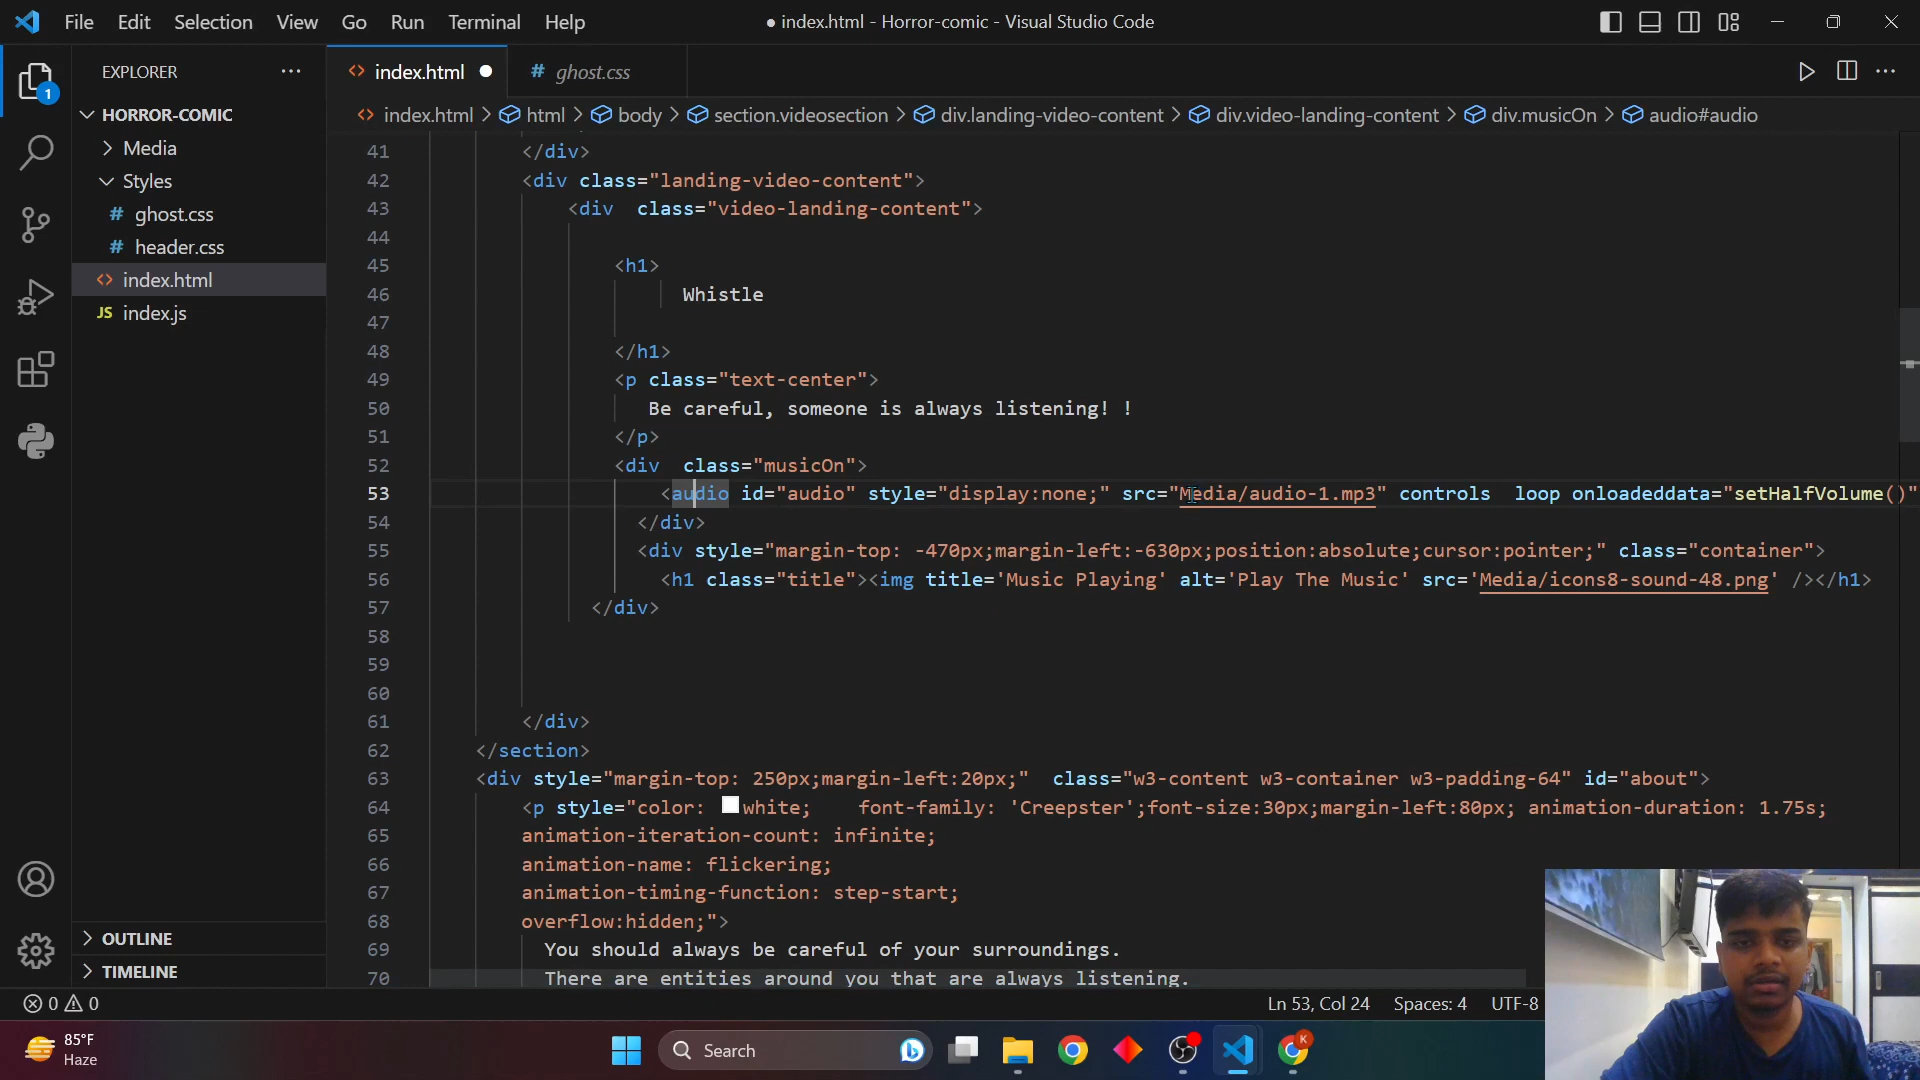 File Edit Selection View Go Run Terminal Help
● index.html - Horror-comic - Visual Studio Code
EXPLORER
index.html
# ghost.css
index.html > html > body > section.videosection > div.landing-video-content > div.video-landing-content > div.musicOn > audio#audio
1
HORROR-COMIC
Media
Styles
# ghost.css
# header.css
<> index.html
JS index.js
OUTLINE
TIMELINE
41 </div>
42 <div class="landing-video-content">
43 <div  class="video-landing-content">
44
45 <h1>
46 Whistle
47
48 </h1>
49 <p class="text-center">
50 Be careful, someone is always listening! !
51 </p>
52 <div  class="musicOn">
53 <audio id="audio" style="display:none;" src="Media/audio-1.mp3" controls  loop onloadeddata="setHalfVolume()"
54 </div>
55 <div style="margin-top: -470px;margin-left:-630px;position:absolute;cursor:pointer;" class="container">
56 <h1 class="title"><img title='Music Playing' alt='Play The Music' src='Media/icons8-sound-48.png' /></h1>
57 </div>
58
59
60
61 </div>
62 </section>
63 <div style="margin-top: 250px;margin-left:20px;"  class="w3-content w3-container w3-padding-64" id="about">
64 <p style="color: white;    font-family: 'Creepster';font-size:30px;margin-left:80px; animation-duration: 1.75s;
65 animation-iteration-count: infinite;
66 animation-name: flickering;
67 animation-timing-function: step-start;
68 overflow:hidden;">
69 You should always be careful of your surroundings.
70 There are entities around you that are always listening.
0 0
Ln 53, Col 24 Spaces: 4 UTF-8
85°F
Haze
Search
K